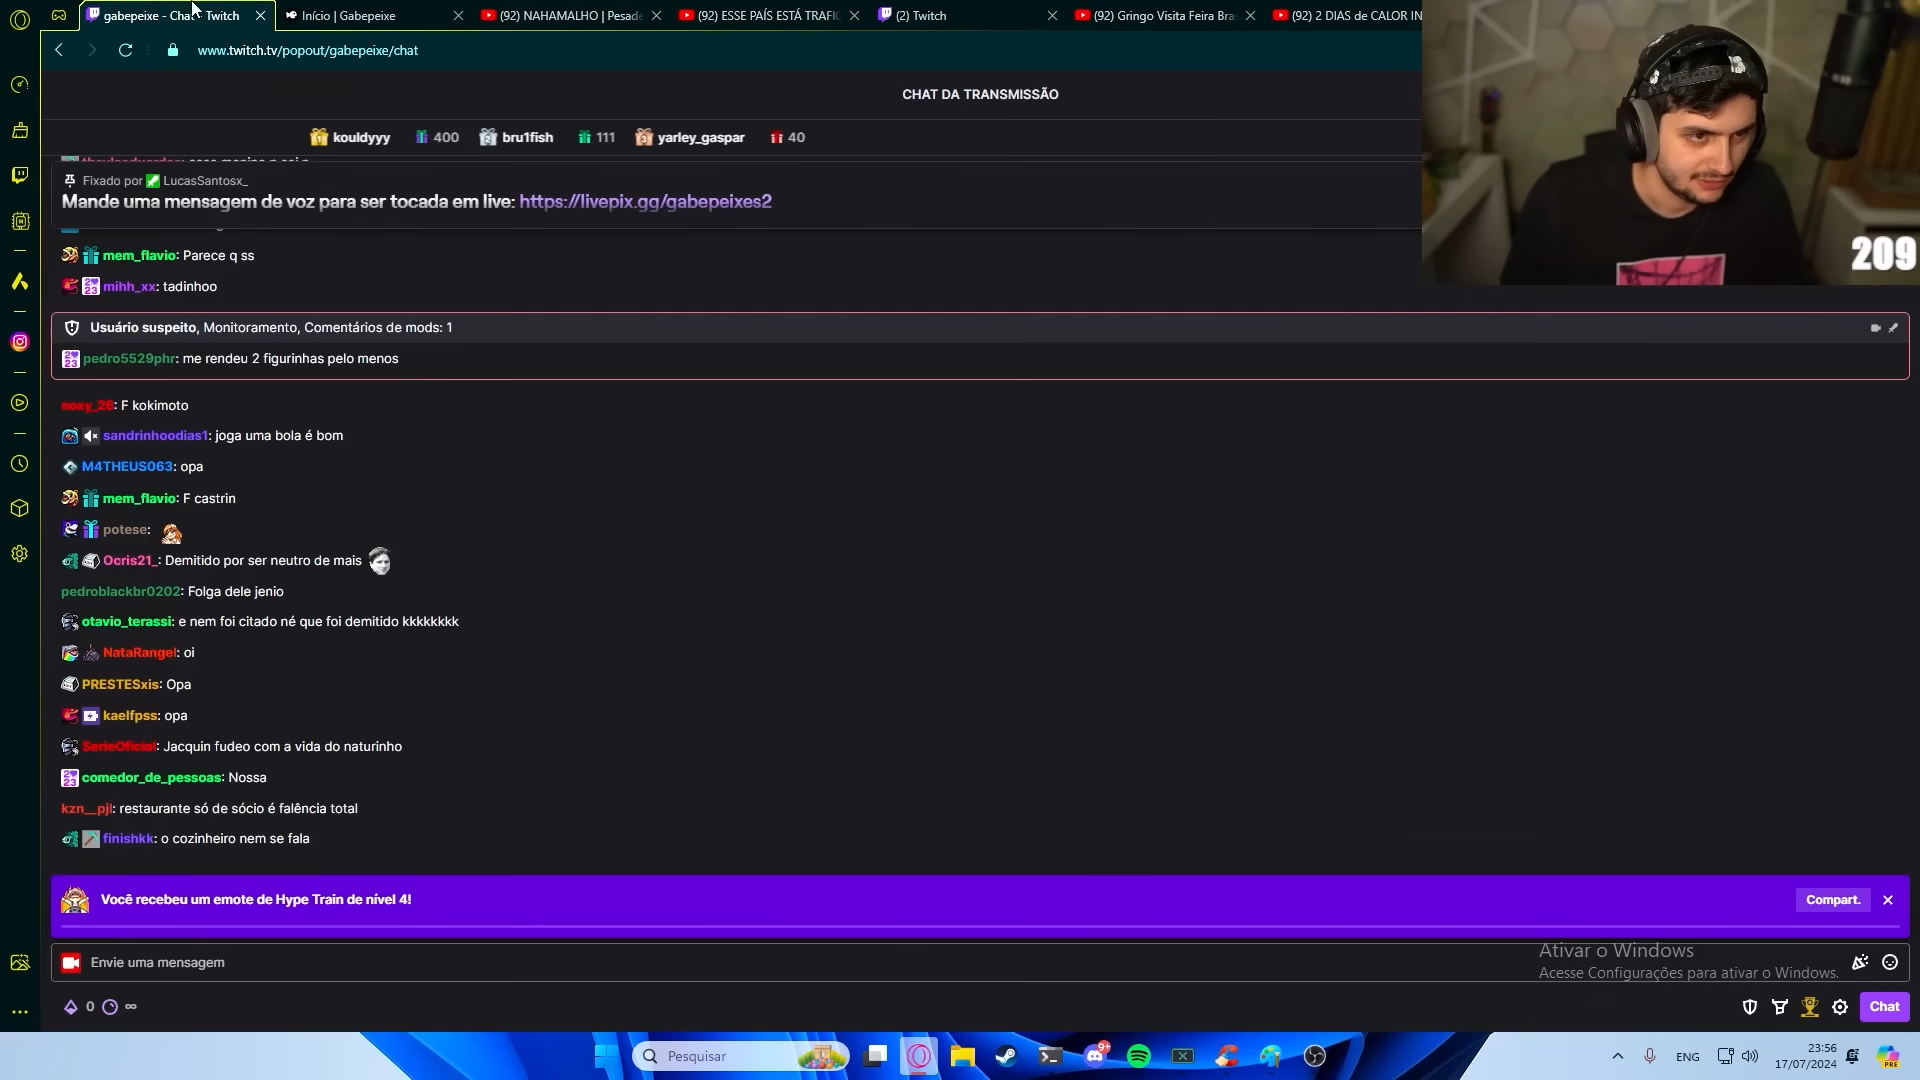 gabepeixe - Chat - Twitch
Início | Gabepeixe
(92) NAHAMALHO | Pesade
(92) ESSE PAÍS ESTÁ TRAFIC
(2) Twitch
(92) Gringo Visita Feira Bras
(92) 2 DIAS de CALOR IN
www.twitch.tv/popout/gabepeixe/chat
CHAT DA TRANSMISSÃO
kouldyyy 400 bru1fish 111 yarley_gaspar 40
Fixado por LucasSantosx_
Mande uma mensagem de voz para ser tocada em live: https://livepix.gg/gabepeixes2
209
mem_flavio: Parece q ss
mihh_xx: tadinhoo
Usuário suspeito, Monitoramento, Comentários de mods: 1
pedro5529phr: me rendeu 2 figurinhas pelo menos
noxy_26: F kokimoto
sandrinhoodias1: joga uma bola é bom
M4THEUS063: opa
mem_flavio: F castrin
potese:
Ocris21_: Demitido por ser neutro de mais
pedroblackbr0202: Folga dele jenio
otavio_terassi: e nem foi citado né que foi demitido kkkkkkkk
NataRangel: oi
PRESTESxis: Opa
kaelfpss: opa
SerieOficial: Jacquin fudeo com a vida do naturinho
comedor_de_pessoas: Nossa
kzn__pjl: restaurante só de sócio é falência total
finishkk: o cozinheiro nem se fala
Você recebeu um emote de Hype Train de nível 4!
Compart.
Envie uma mensagem
Ativar o Windows
Acesse Configurações para ativar o Windows.
0 ∞
Chat
Pesquisar
9+
ENG
23:56
17/07/2024
PRE